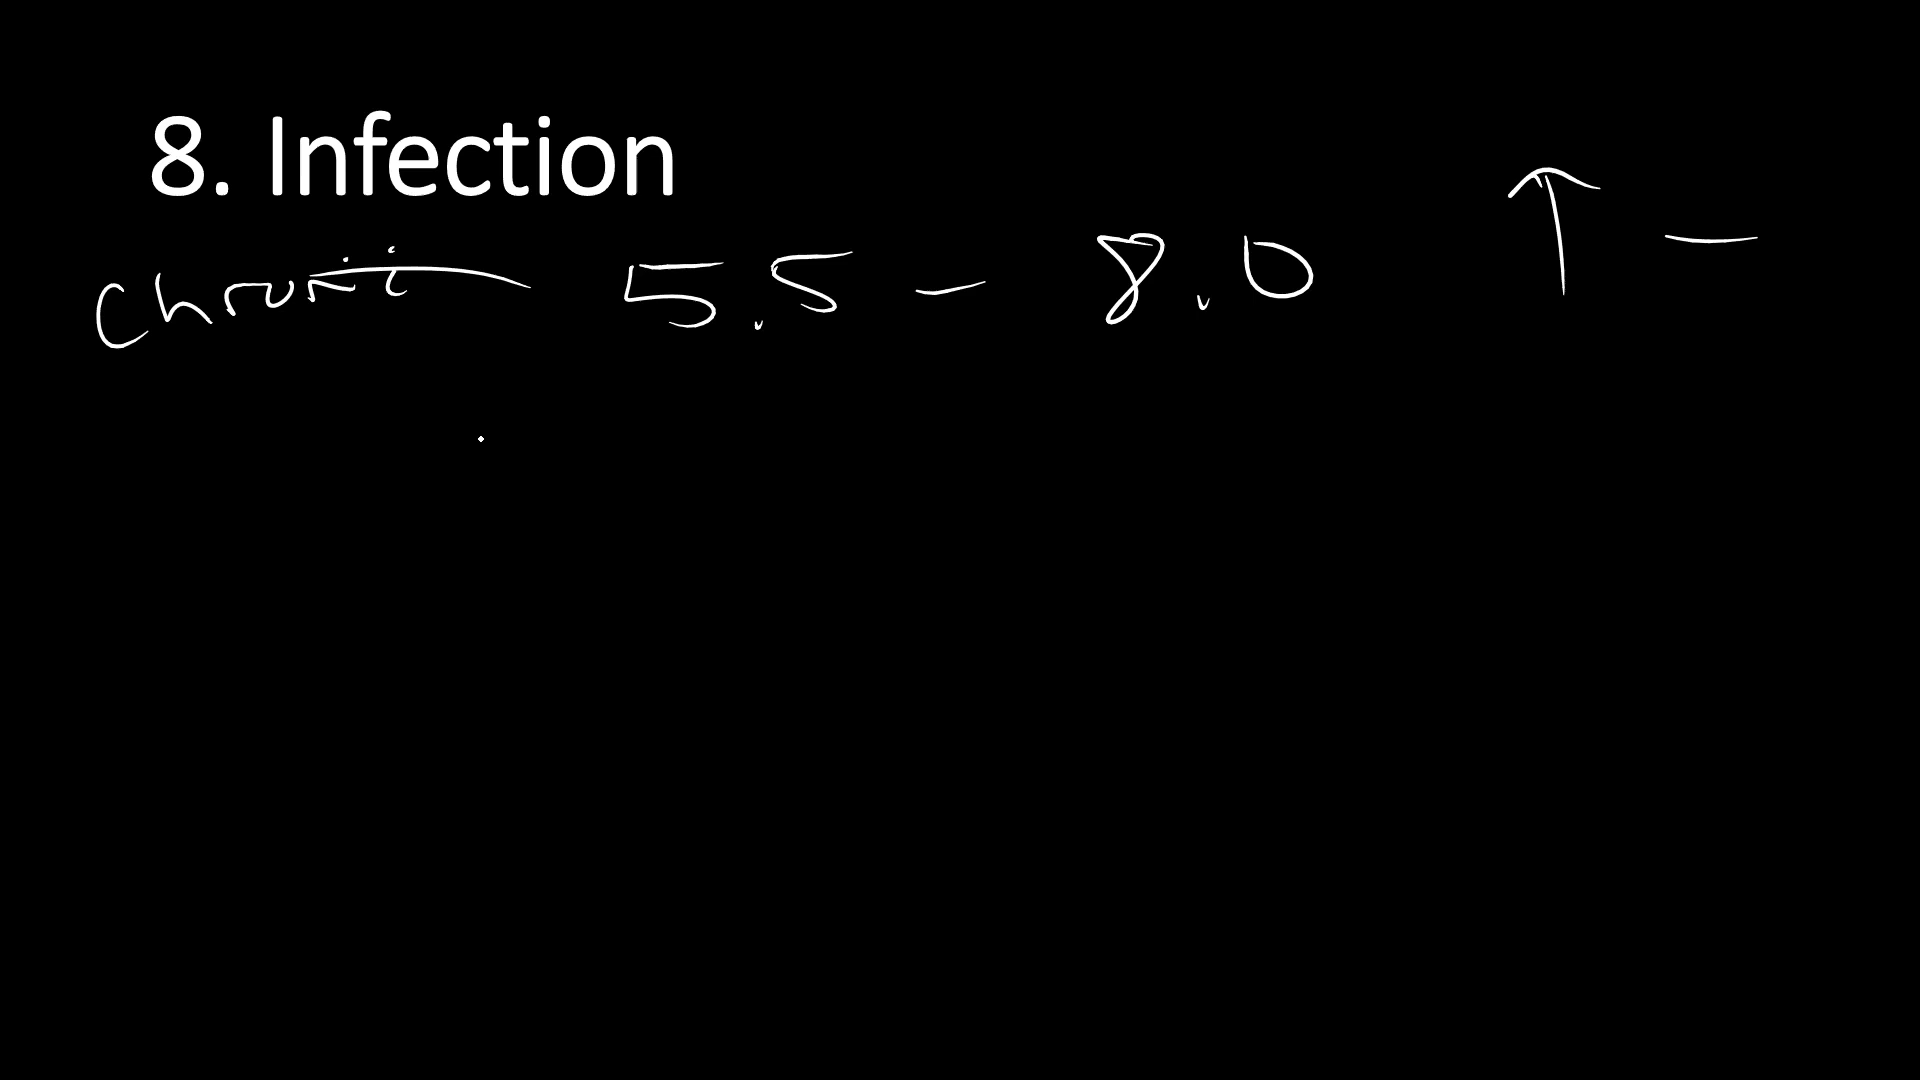 8. Infection
Chronic 5.5 – 8.0 ↑ –